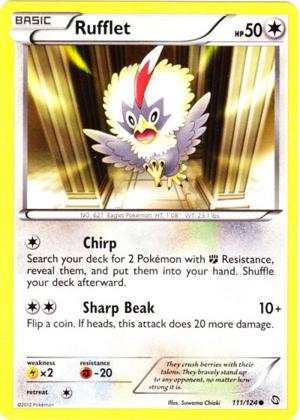 BASIC
Rufflet
HP50
NO. 627 Eaglet Pokémon HT: 1'08" WT: 23.1 lbs
Chirp
Search your deck for 2 Pokémon with Resistance,
reveal them, and put them into your hand. Shuffle
your deck afterward.
Sharp Beak 10+
Flip a coin. If heads, this attack does 20 more damage.
weakness
×2
resistance
-20
retreat
They crush berries with their
talons. They bravely stand up
to any opponent, no matter how
strong it is.
©2012 Pokémon
Illus. Suwama Chiaki
111/124